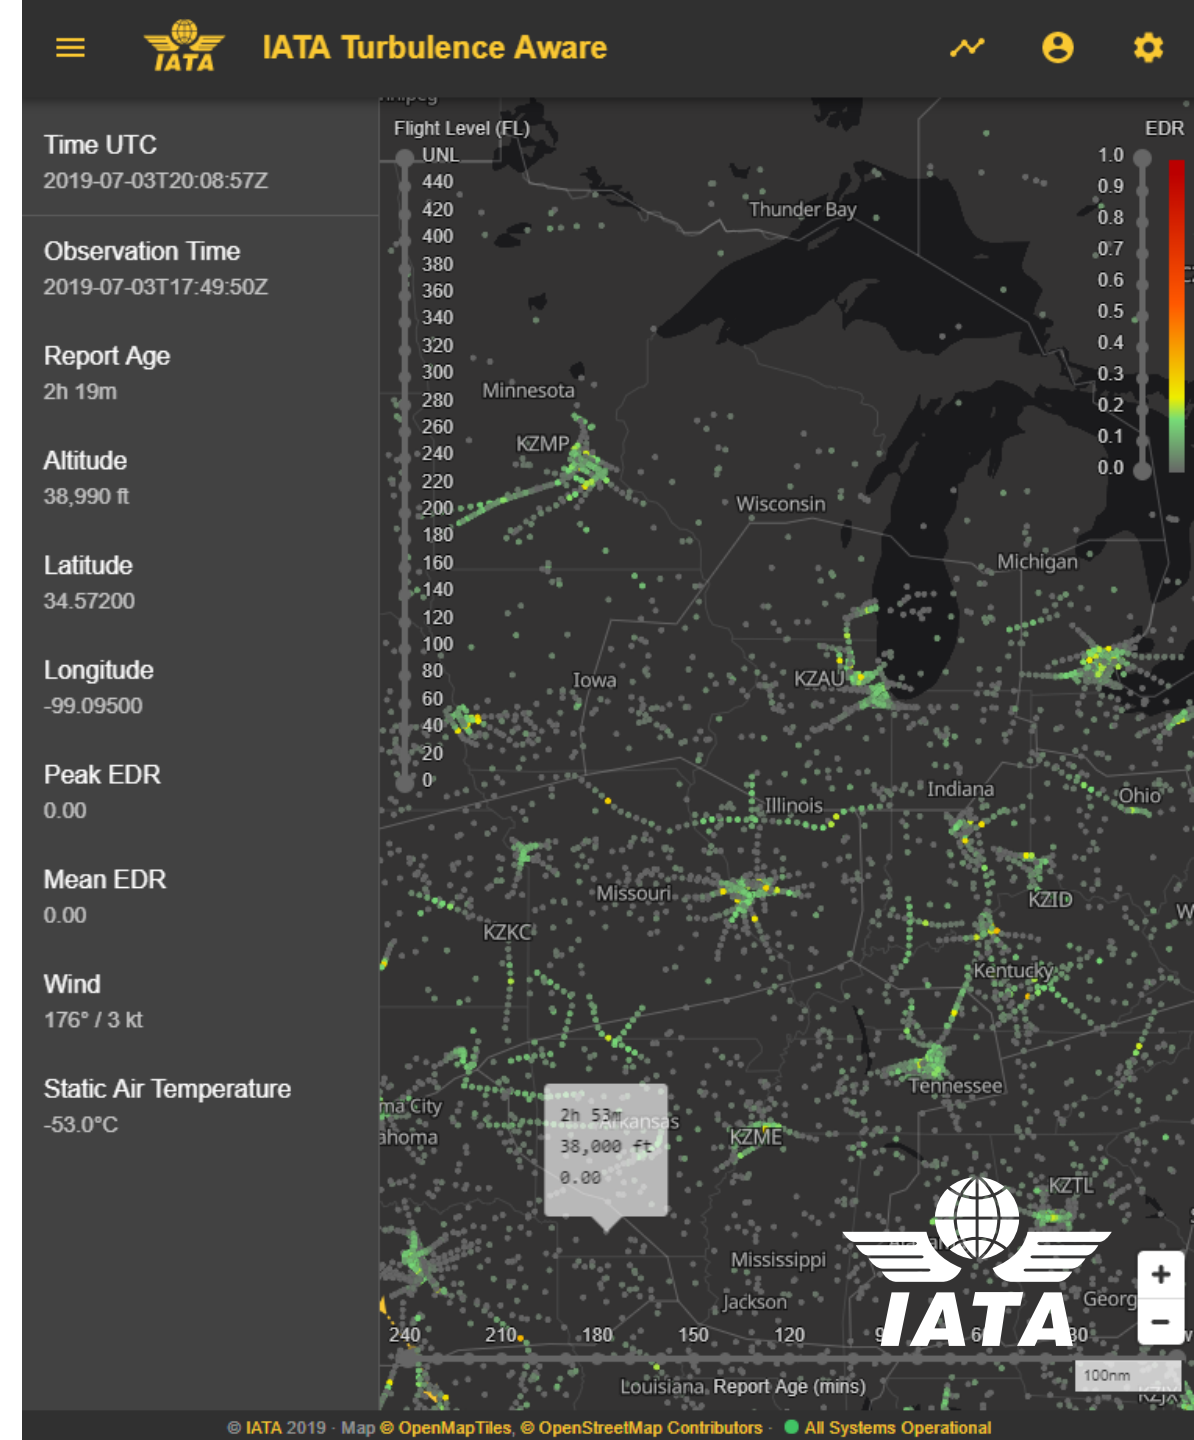 IATA
IATA Turbulence Aware
Time UTC
2019-07-03T20:08:57Z
Observation Time
2019-07-03T17:49:50Z
Report Age
2h 19m
Altitude
38,990 ft
Latitude
34.57200
Longitude
-99.09500
Peak EDR
0.00
Mean EDR
0.00
Wind
176° / 3 kt
Static Air Temperature
-53.0°C
Flight Level (FL)
UNL
440
420
400
380
360
340
320
300
280
260
240
220
200
180
160
140
120
100
80
60
40
20
0
EDR
1.0
0.9
0.8
0.7
0.6
0.5
0.4
0.3
0.2
0.1
0.0
Thunder Bay
Minnesota
KZMP
Wisconsin
Michigan
Iowa
KZAU
Illinois
Indiana
Ohio
Missouri
KZID
KZKC
Kentucky
Tennessee
ma City
ahoma
Arkansas
2h 53m
38,000 ft
0.00
KZME
KZTL
Mississippi
Jackson
Georg
IATA
+
−
240 210 180 150 120
Louisiana
Report Age (mins)
100nm
KZJX
© IATA 2019 · Map © OpenMapTiles, © OpenStreetMap Contributors · All Systems Operational